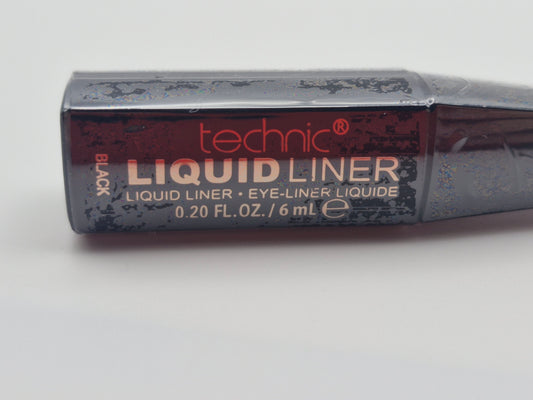 technic®
LIQUID LINER
LIQUID LINER • EYE-LINER LIQUIDE
0.20 FL.OZ. / 6 mL ℮
BLACK